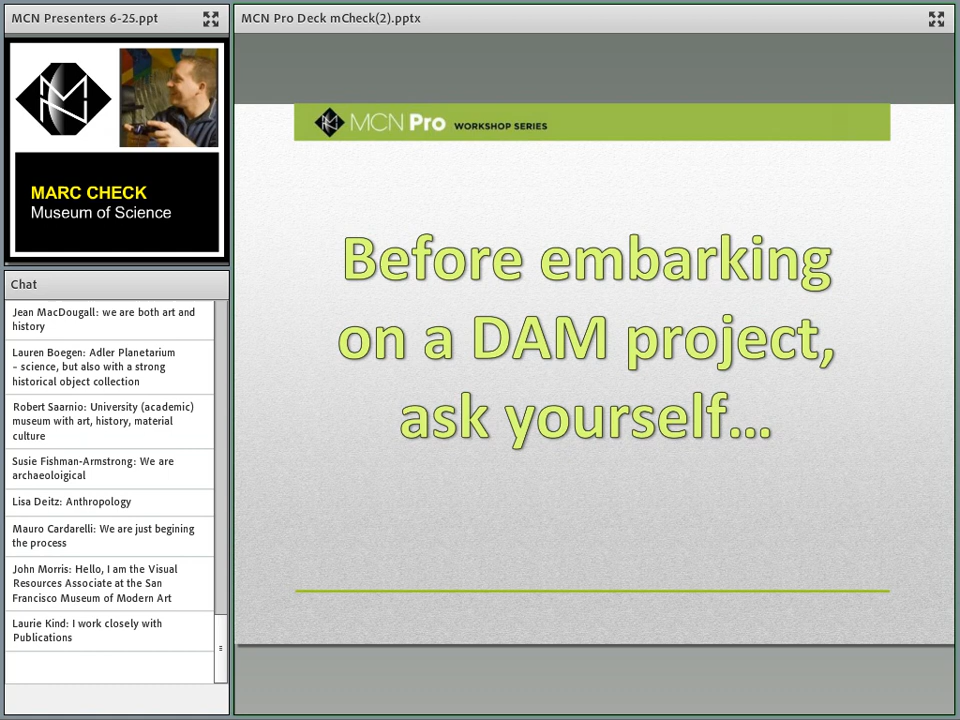 MCN Presenters 6-25.ppt
MARC CHECK
Museum of Science
Chat
Jean MacDougall: we are both art and
history
Lauren Boegen: Adler Planetarium
- science, but also with a strong
historical object collection
Robert Saarnio: University (academic)
museum with art, history, material
culture
Susie Fishman-Armstrong: We are
archaeoloigical
Lisa Deitz: Anthropology
Mauro Cardarelli: We are just begining
the process
John Morris: Hello, I am the Visual
Resources Associate at the San
Francisco Museum of Modern Art
Laurie Kind: I work closely with
Publications
MCN Pro Deck mCheck(2).pptx
MCN Pro WORKSHOP SERIES
Before embarking
on a DAM project,
ask yourself...